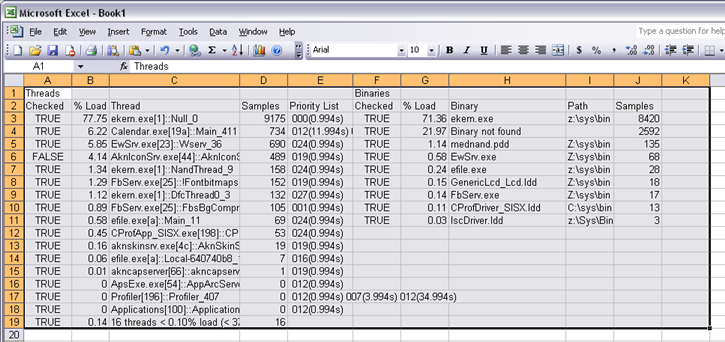 Microsoft Excel - Book1
File Edit View Insert Format Tools Data Window Help Type a question for help
Arial 10 B I U $ % ,
A1 fx Threads
A B C D E F G H I J K
1 Threads Binaries
2 Checked % Load Thread Samples Priority List Checked % Load Binary Path Samples
3 TRUE 77.75 ekern.exe[1]::Null_0 9175 000(0.994s) TRUE 71.36 ekern.exe z:\sys\bin 8420
4 TRUE 6.22 Calendar.exe[19a]::Main_411 734 012(11.994s) TRUE 21.97 Binary not found 2592
5 TRUE 5.85 EwSrv.exe[23]::Wserv_36 690 024(0.994s) TRUE 1.14 mednand.pdd Z:\sys\bin 135
6 FALSE 4.14 AknIconSrv.exe[44]::AknIconS 489 019(0.994s) TRUE 0.58 EwSrv.exe Z:\sys\bin 68
7 TRUE 1.34 ekern.exe[1]::NandThread_9 158 024(0.994s) TRUE 0.24 efile.exe z:\sys\bin 28
8 TRUE 1.29 FbServ.exe[25]::!Fontbitmaps 152 019(0.994s) TRUE 0.15 GenericLcd_Lcd.ldd Z:\sys\bin 18
9 TRUE 1.12 ekern.exe[1]::DfcThread0_3 132 027(0.994s) TRUE 0.14 FbServ.exe Z:\sys\bin 17
10 TRUE 0.89 FbServ.exe[25]::FbsBgCompr 105 001(0.994s) TRUE 0.11 CProfDriver_SISX.ldd C:\sys\bin 13
11 TRUE 0.58 efile.exe[a]::Main_11 69 024(0.994s) TRUE 0.03 IscDriver.ldd z:\Sys\Bin 3
12 TRUE 0.45 CProfApp_SISX.exe[198]::CP 53 024(0.994s)
13 TRUE 0.16 aknskinsrv.exe[4c]::AknSkinS 19 019(0.994s)
14 TRUE 0.06 efile.exe[a]::Local-640740b8_ 7 016(0.994s)
15 TRUE 0.01 akncapserver[66]::akncapserv 1 019(0.994s)
16 TRUE 0 ApsExe.exe[54]::AppArcServ 0 012(0.994s)
17 TRUE 0 Profiler[196]::Profiler_407 0 012(0.994s) 007(3.994s) 012(34.994s)
18 TRUE 0 Applications[100]::Application 0 012(0.994s)
19 TRUE 0.14 16 threads < 0.10% load (< 16
20